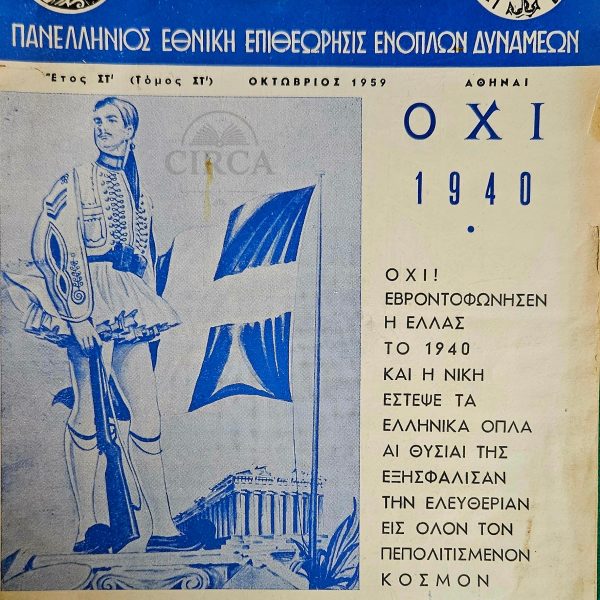 ΠΑΝΕΛΛΗΝΙΟΣ ΕΘΝΙΚΗ ΕΠΙΘΕΩΡΗΣΙΣ ΕΝΟΠΛΩΝ ΔΥΝΑΜΕΩΝ
Ἔτος ΣΤ' (Τόμος ΣΤ') ΟΚΤΩΒΡΙΟΣ 1959 ΑΘΗΝΑΙ
ΟΧΙ
1940
CIRCA
ΟΧΙ!
ΕΒΡΟΝΤΟΦΩΝΗΣΕΝ
Η ΕΛΛΑΣ
ΤΟ 1940
ΚΑΙ Η ΝΙΚΗ
ΕΣΤΕΨΕ ΤΑ
ΕΛΛΗΝΙΚΑ ΟΠΛΑ
ΑΙ ΘΥΣΙΑΙ ΤΗΣ
ΕΞΗΣΦΑΛΙΣΑΝ
ΤΗΝ ΕΛΕΥΘΕΡΙΑΝ
ΕΙΣ ΟΛΟΝ ΤΟΝ
ΠΕΠΟΛΙΤΙΣΜΕΝΟΝ
ΚΟΣΜΟΝ